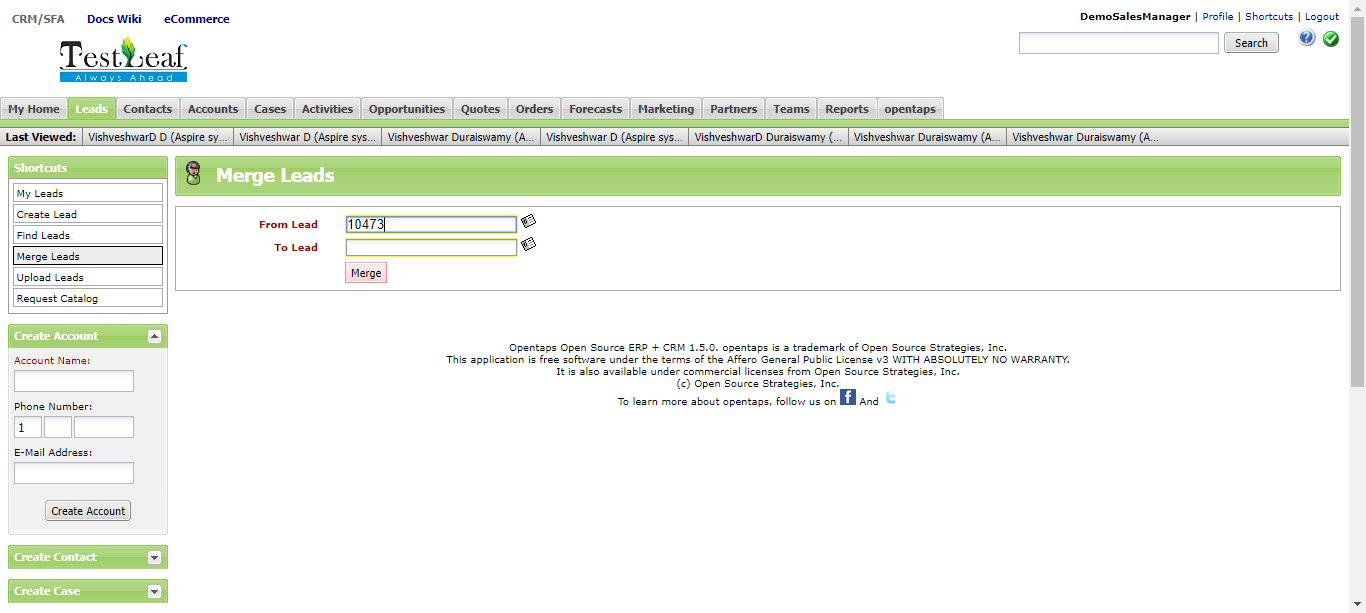 CRM/SFA Docs Wiki eCommerce
DemoSalesManager | Profile | Shortcuts | Logout
TestLeaf
Always Ahead
Search
My Home Leads Contacts Accounts Cases Activities Opportunities Quotes Orders Forecasts Marketing Partners Teams Reports opentaps
Last Viewed: VishveshwarD D (Aspire sy... Vishveshwar D (Aspire sys... Vishveshwar Duraiswamy (A... Vishveshwar D (Aspire sys... VishveshwarD Duraiswamy (... Vishveshwar Duraiswamy (A... Vishveshwar Duraiswamy (A...
Shortcuts
My Leads
Create Lead
Find Leads
Merge Leads
Upload Leads
Request Catalog
Merge Leads
From Lead 10473
To Lead
Merge
Create Account
Account Name:
Phone Number:
1
E-Mail Address:
Create Account
Create Contact
Create Case
Opentaps Open Source ERP + CRM 1.5.0. opentaps is a trademark of Open Source Strategies, Inc.
This application is free software under the terms of the Affero General Public License v3 WITH ABSOLUTELY NO WARRANTY.
It is also available under commercial licenses from Open Source Strategies, Inc.
(c) Open Source Strategies, Inc.
To learn more about opentaps, follow us on f And t